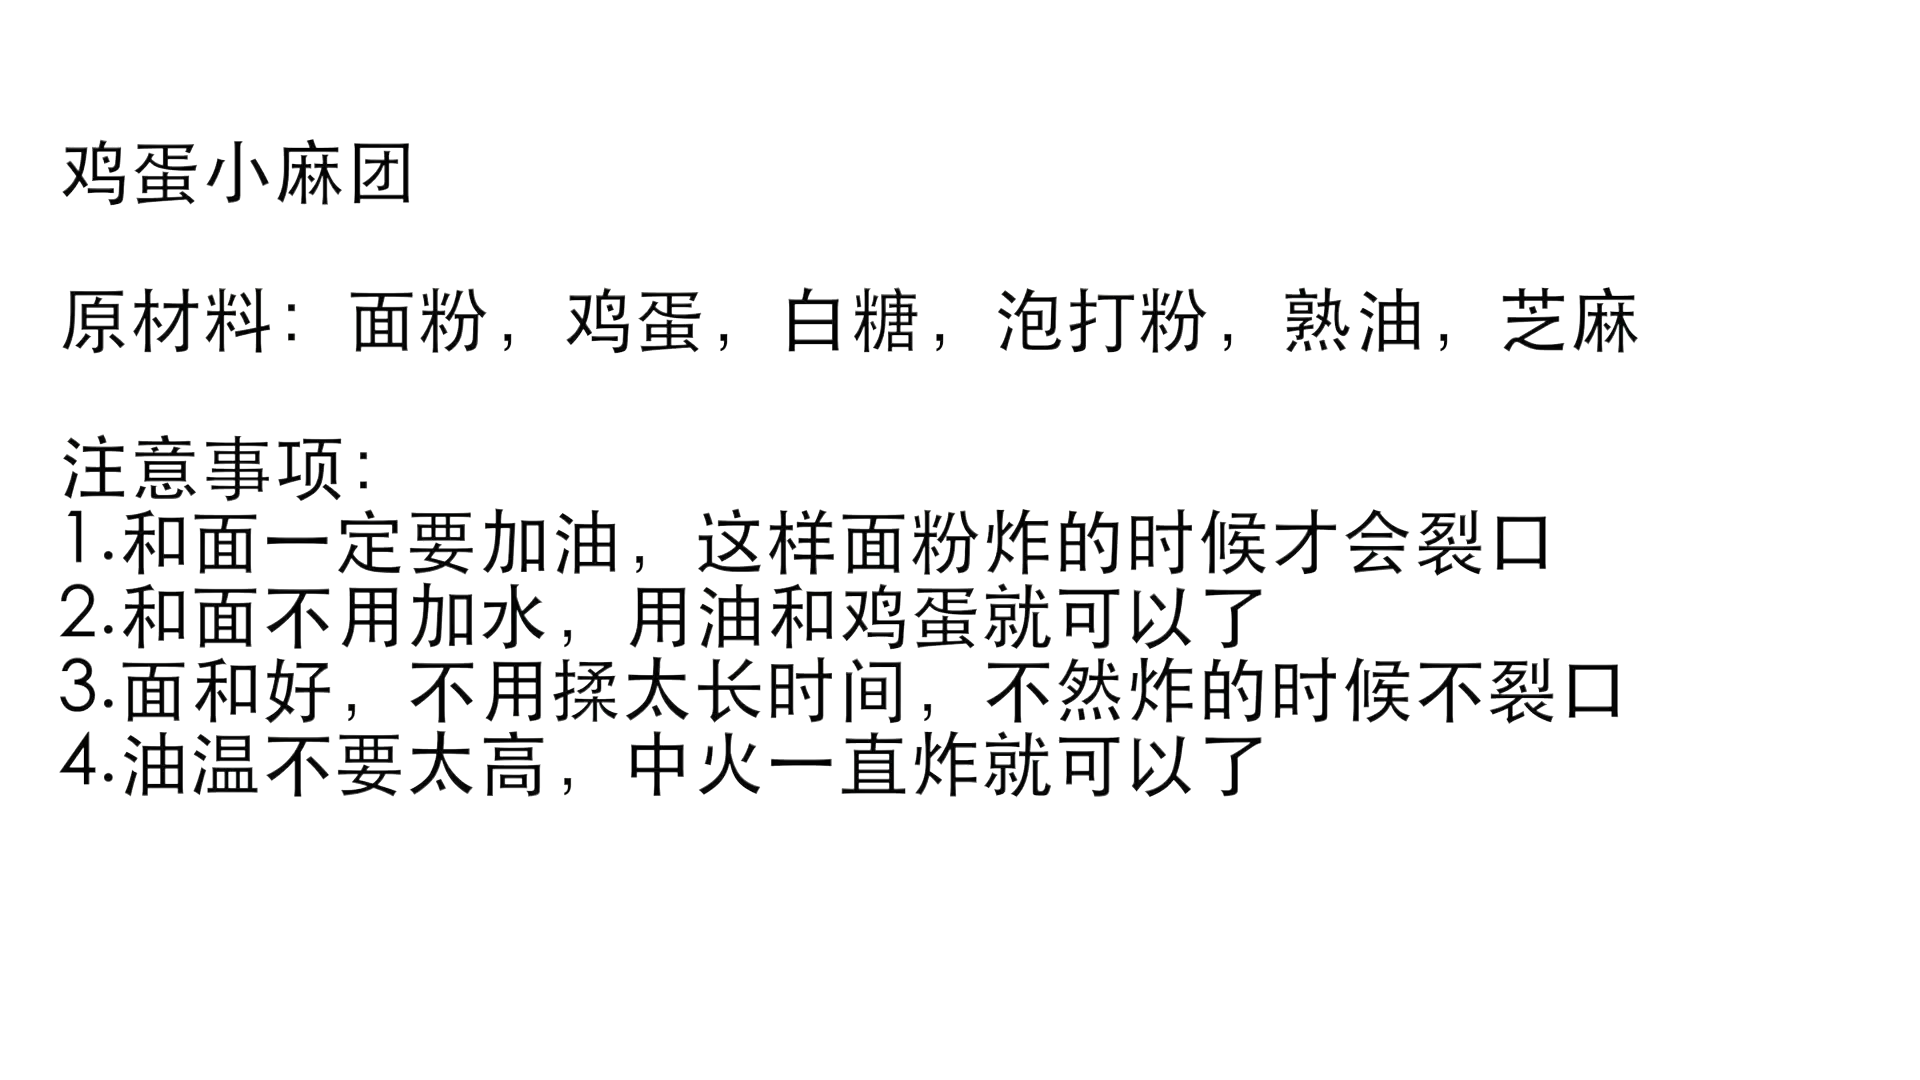 鸡蛋小麻团
原材料：面粉，鸡蛋，白糖，泡打粉，熟油，芝麻
注意事项：
1.和面一定要加油，这样面粉炸的时候才会裂口
2.和面不用加水，用油和鸡蛋就可以了
3.面和好，不用揉太长时间，不然炸的时候不裂口
4.油温不要太高，中火一直炸就可以了